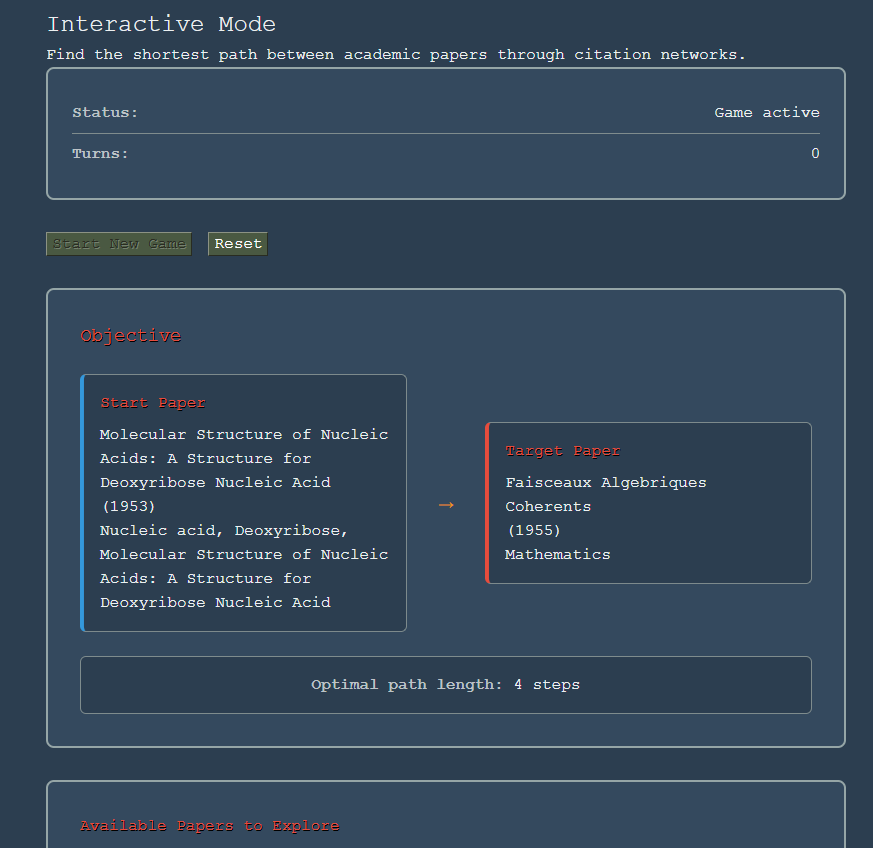 Interactive Mode
Find the shortest path between academic papers through citation networks.
Status: Game active
Turns: 0
Start New Game Reset
Objective
Start Paper
Molecular Structure of Nucleic
Acids: A Structure for
Deoxyribose Nucleic Acid
(1953)
Nucleic acid, Deoxyribose,
Molecular Structure of Nucleic
Acids: A Structure for
Deoxyribose Nucleic Acid
→
Target Paper
Faisceaux Algebriques
Coherents
(1955)
Mathematics
Optimal path length: 4 steps
Available Papers to Explore